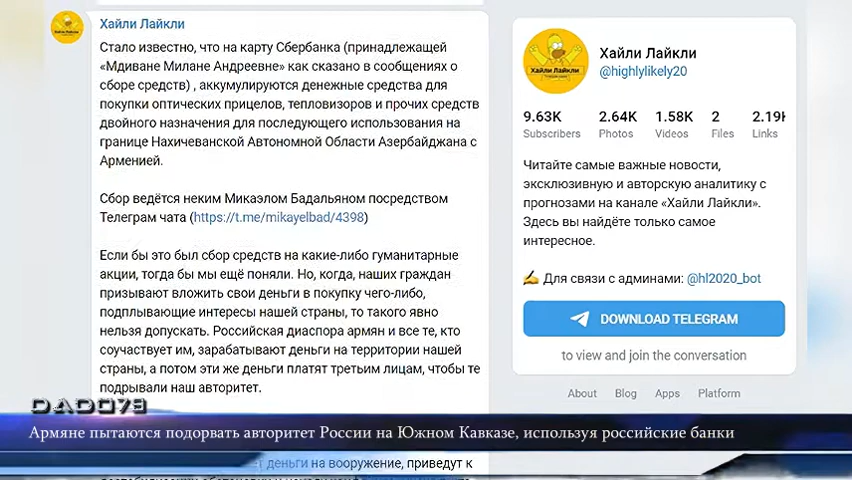 Хайли Лайкли
Стало известно, что на карту Сбербанка (принадлежащей
«Мдиване Милане Андреевне» как сказано в сообщениях о
сборе средств) , аккумулируются денежные средства для
покупки оптических прицелов, тепловизоров и прочих средств
двойного назначения для последующего использования на
границе Нахичеванской Автономной Области Азербайджана с
Арменией.
Сбор ведётся неким Микаэлом Бадальяном посредством
Телеграм чата (https://t.me/mikayelbad/4398)
Если бы это был сбор средств на какие-либо гуманитарные
акции, тогда бы мы ещё поняли. Но, когда, наших граждан
призывают вложить свои деньги в покупку чего-либо,
подплывающие интересы нашей страны, то такого явно
нельзя допускать. Российская диаспора армян и все те, кто
соучаствует им, зарабатывают деньги на территории нашей
страны, а потом эти же деньги платят третьим лицам, чтобы те
подрывали наш авторитет.
деньги на вооружение, приведут к
Хайли Лайкли
Хайли Лайкли
@highlylikely20
9.63K 2.64K 1.58K 2 2.19K
Subscribers Photos Videos Files Links
Читайте самые важные новости,
эксклюзивную и авторскую аналитику с
прогнозами на канале «Хайли Лайкли».
Здесь вы найдёте только самое
интересное.
✍️ Для связи с админами: @hl2020_bot
DOWNLOAD TELEGRAM
to view and join the conversation
About Blog Apps Platform
DADO79
Армяне пытаются подорвать авторитет России на Южном Кавказе, используя российские банки